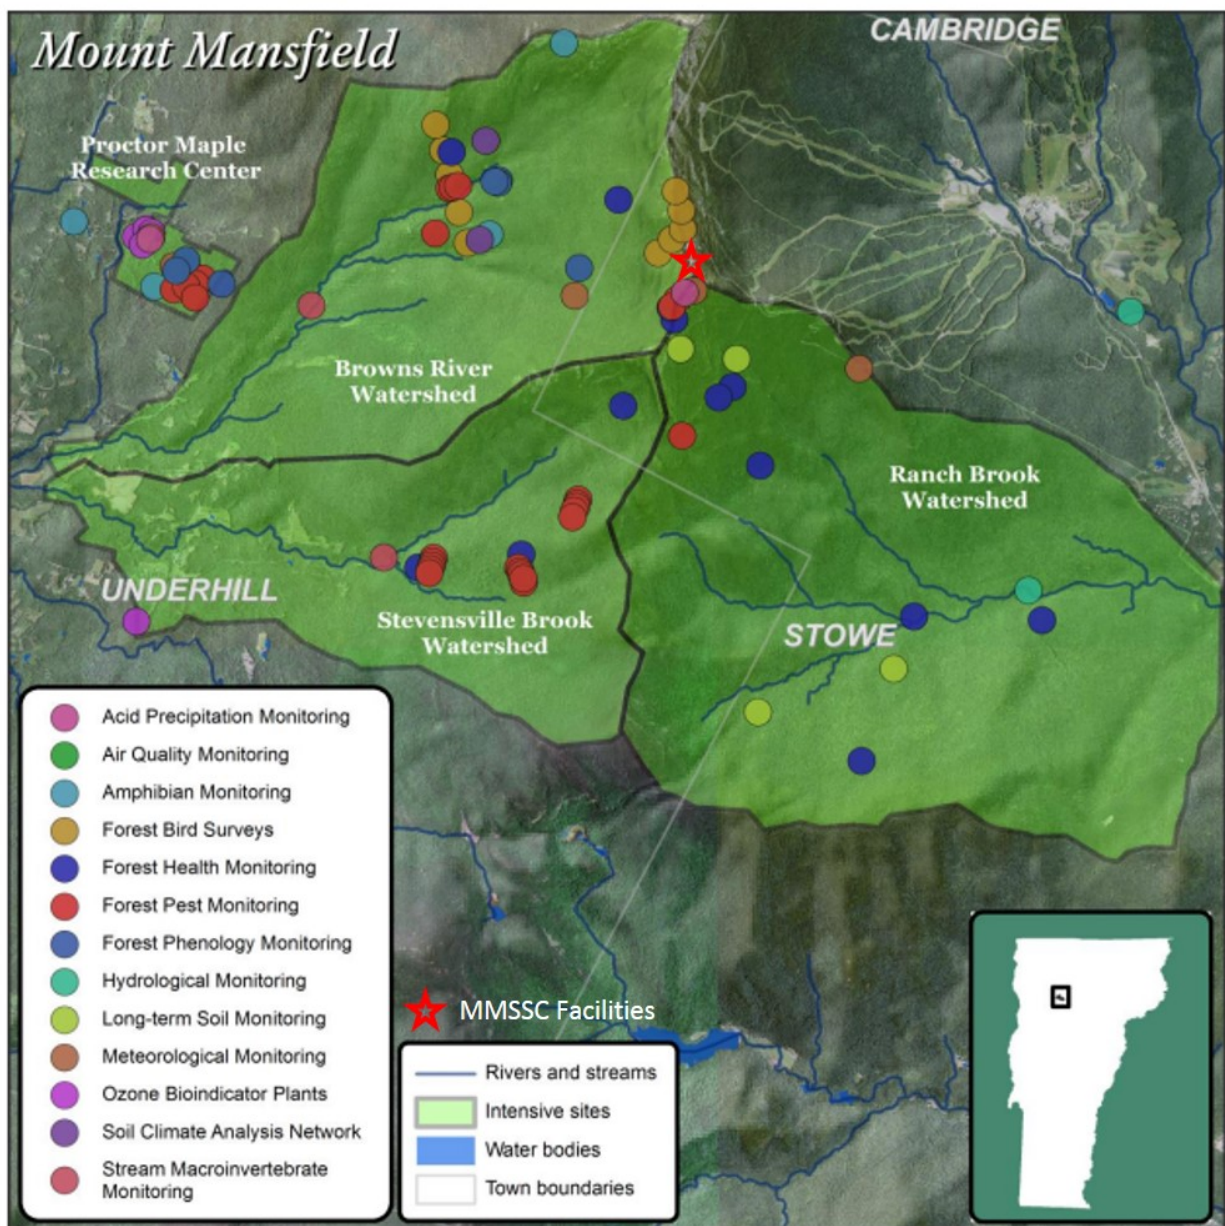 Mount Mansfield
CAMBRIDGE
Proctor Maple
Research Center
Browns River
Watershed
Ranch Brook
Watershed
UNDERHILL
Stevensville Brook
Watershed
STOWE
Acid Precipitation Monitoring
Air Quality Monitoring
Amphibian Monitoring
Forest Bird Surveys
Forest Health Monitoring
Forest Pest Monitoring
Forest Phenology Monitoring
Hydrological Monitoring
Long-term Soil Monitoring
Meteorological Monitoring
Ozone Bioindicator Plants
Soil Climate Analysis Network
Stream Macroinvertebrate
Monitoring
MMSSC Facilities
Rivers and streams
Intensive sites
Water bodies
Town boundaries